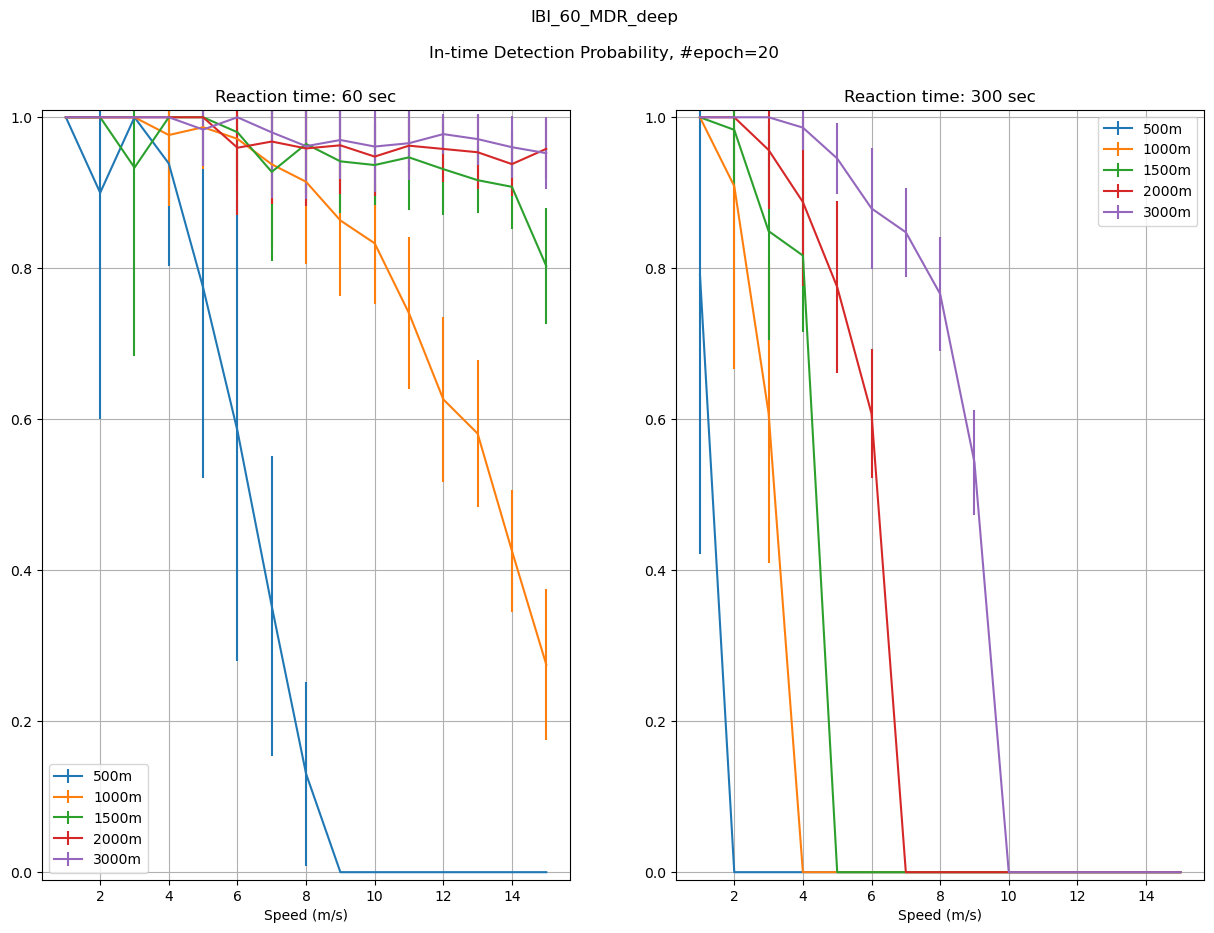 IBI_60_MDR_deep
In-time Detection Probability, #epoch=20
Reaction time: 60 sec
1.0
0.8
0.6
0.4
0.2
0.0
2
4
6
8
10
12
14
Speed (m/s)
500m
1000m
1500m
2000m
3000m
Reaction time: 300 sec
1.0
0.8
0.6
0.4
0.2
0.0
2
4
6
8
10
12
14
Speed (m/s)
500m
1000m
1500m
2000m
3000m